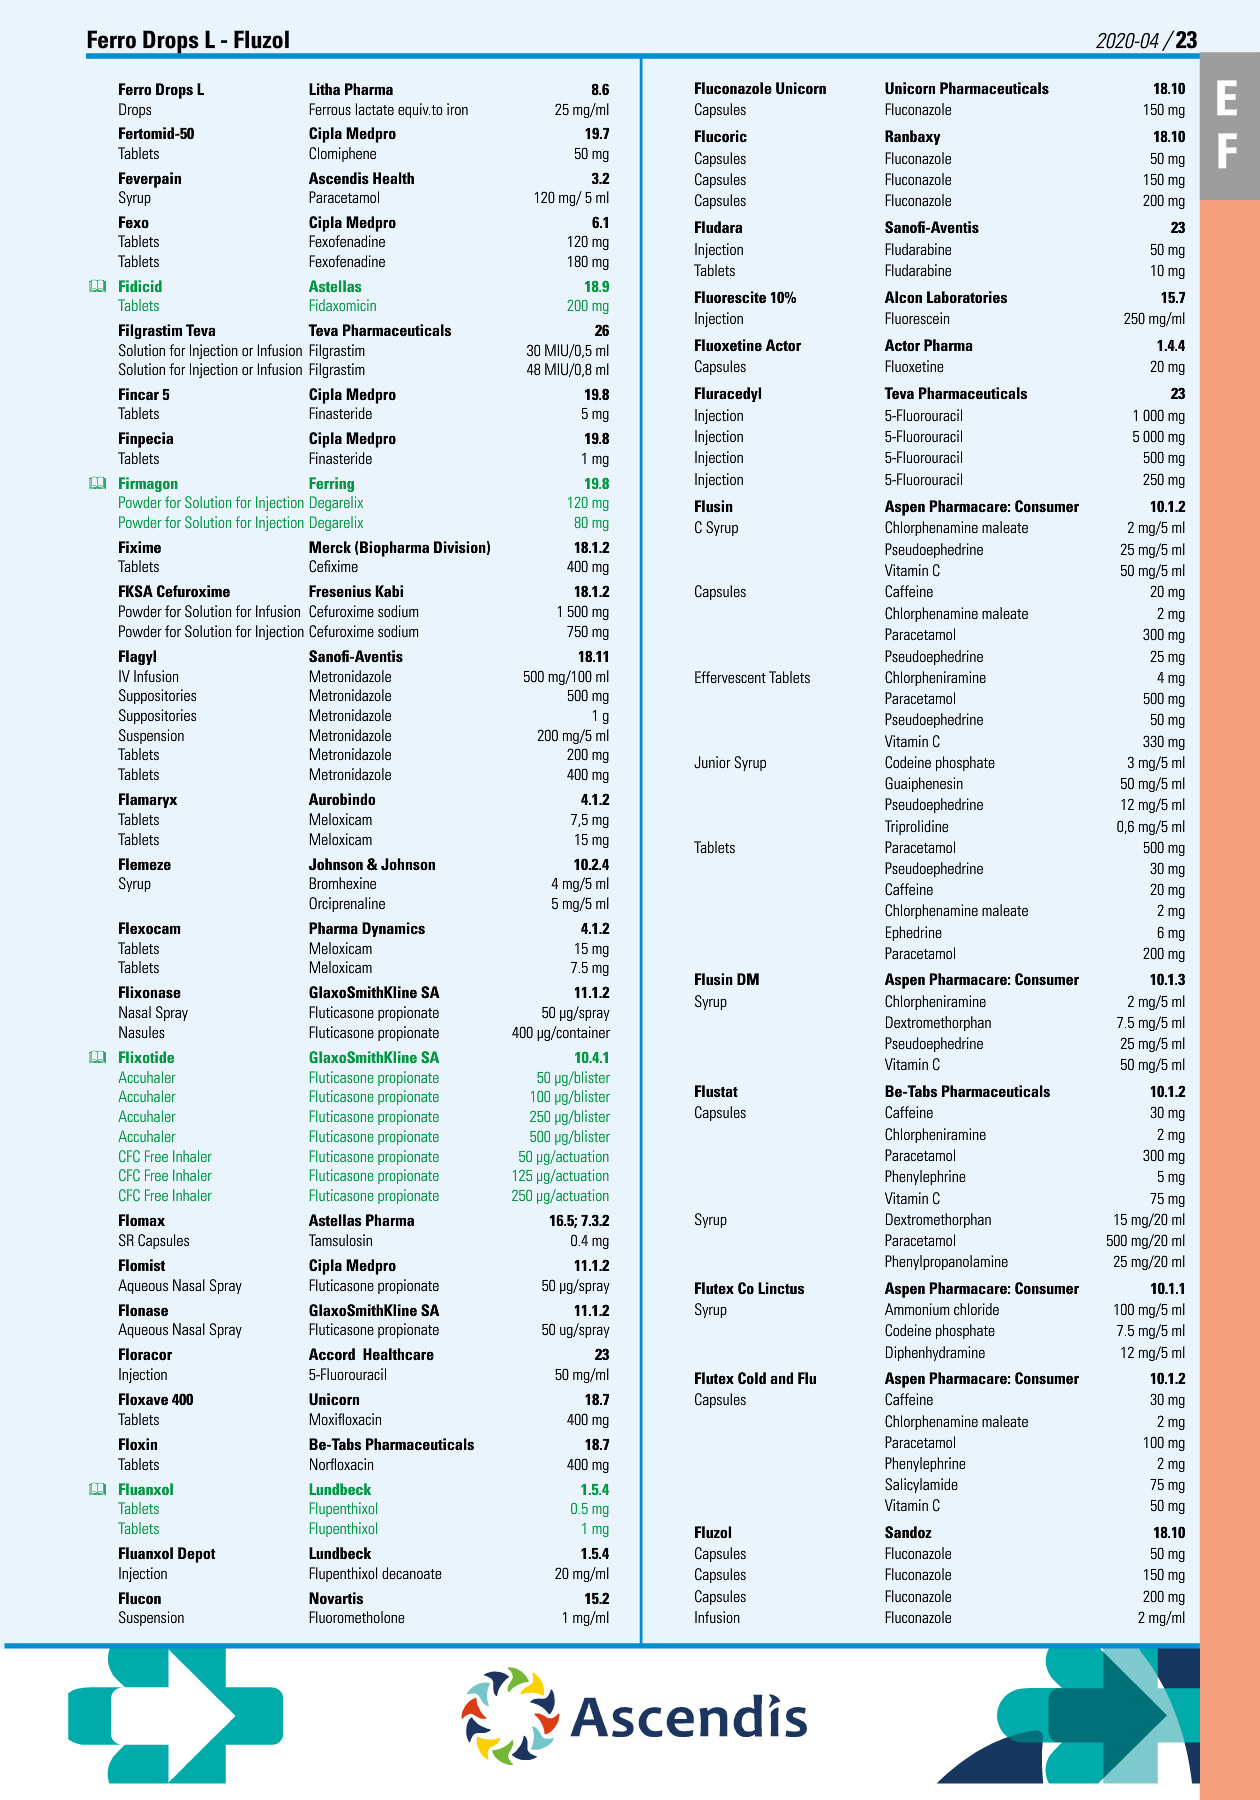 Ferro Drops L - Fluzol
2020-04 / 23
E
F
Ferro Drops L Litha Pharma 8.6
Drops Ferrous lactate equiv.to iron 25 mg/ml
Fertomid-50 Cipla Medpro 19.7
Tablets Clomiphene 50 mg
Feverpain Ascendis Health 3.2
Syrup Paracetamol 120 mg/ 5 ml
Fexo Cipla Medpro 6.1
Tablets Fexofenadine 120 mg
Tablets Fexofenadine 180 mg
Fidicid Astellas 18.9
Tablets Fidaxomicin 200 mg
Filgrastim Teva Teva Pharmaceuticals 26
Solution for Injection or Infusion Filgrastim 30 MIU/0,5 ml
Solution for Injection or Infusion Filgrastim 48 MIU/0,8 ml
Fincar 5 Cipla Medpro 19.8
Tablets Finasteride 5 mg
Finpecia Cipla Medpro 19.8
Tablets Finasteride 1 mg
Firmagon Ferring 19.8
Powder for Solution for Injection Degarelix 120 mg
Powder for Solution for Injection Degarelix 80 mg
Fixime Merck (Biopharma Division) 18.1.2
Tablets Cefixime 400 mg
FKSA Cefuroxime Fresenius Kabi 18.1.2
Powder for Solution for Infusion Cefuroxime sodium 1 500 mg
Powder for Solution for Injection Cefuroxime sodium 750 mg
Flagyl Sanofi-Aventis 18.11
IV Infusion Metronidazole 500 mg/100 ml
Suppositories Metronidazole 500 mg
Suppositories Metronidazole 1 g
Suspension Metronidazole 200 mg/5 ml
Tablets Metronidazole 200 mg
Tablets Metronidazole 400 mg
Flamaryx Aurobindo 4.1.2
Tablets Meloxicam 7,5 mg
Tablets Meloxicam 15 mg
Flemeze Johnson & Johnson 10.2.4
Syrup Bromhexine 4 mg/5 ml
Orciprenaline 5 mg/5 ml
Flexocam Pharma Dynamics 4.1.2
Tablets Meloxicam 15 mg
Tablets Meloxicam 7.5 mg
Flixonase GlaxoSmithKline SA 11.1.2
Nasal Spray Fluticasone propionate 50 µg/spray
Nasules Fluticasone propionate 400 µg/container
Flixotide GlaxoSmithKline SA 10.4.1
Accuhaler Fluticasone propionate 50 µg/blister
Accuhaler Fluticasone propionate 100 µg/blister
Accuhaler Fluticasone propionate 250 µg/blister
Accuhaler Fluticasone propionate 500 µg/blister
CFC Free Inhaler Fluticasone propionate 50 µg/actuation
CFC Free Inhaler Fluticasone propionate 125 µg/actuation
CFC Free Inhaler Fluticasone propionate 250 µg/actuation
Flomax Astellas Pharma 16.5; 7.3.2
SR Capsules Tamsulosin 0.4 mg
Flomist Cipla Medpro 11.1.2
Aqueous Nasal Spray Fluticasone propionate 50 µg/spray
Flonase GlaxoSmithKline SA 11.1.2
Aqueous Nasal Spray Fluticasone propionate 50 ug/spray
Floracor Accord Healthcare 23
Injection 5-Fluorouracil 50 mg/ml
Floxave 400 Unicorn 18.7
Tablets Moxifloxacin 400 mg
Floxin Be-Tabs Pharmaceuticals 18.7
Tablets Norfloxacin 400 mg
Fluanxol Lundbeck 1.5.4
Tablets Flupenthixol 0.5 mg
Tablets Flupenthixol 1 mg
Fluanxol Depot Lundbeck 1.5.4
Injection Flupenthixol decanoate 20 mg/ml
Flucon Novartis 15.2
Suspension Fluorometholone 1 mg/ml
Fluconazole Unicorn Unicorn Pharmaceuticals 18.10
Capsules Fluconazole 150 mg
Flucoric Ranbaxy 18.10
Capsules Fluconazole 50 mg
Capsules Fluconazole 150 mg
Capsules Fluconazole 200 mg
Fludara Sanofi-Aventis 23
Injection Fludarabine 50 mg
Tablets Fludarabine 10 mg
Fluorescite 10% Alcon Laboratories 15.7
Injection Fluorescein 250 mg/ml
Fluoxetine Actor Actor Pharma 1.4.4
Capsules Fluoxetine 20 mg
Fluracedyl Teva Pharmaceuticals 23
Injection 5-Fluorouracil 1 000 mg
Injection 5-Fluorouracil 5 000 mg
Injection 5-Fluorouracil 500 mg
Injection 5-Fluorouracil 250 mg
Flusin Aspen Pharmacare: Consumer 10.1.2
C Syrup Chlorphenamine maleate 2 mg/5 ml
Pseudoephedrine 25 mg/5 ml
Vitamin C 50 mg/5 ml
Capsules Caffeine 20 mg
Chlorphenamine maleate 2 mg
Paracetamol 300 mg
Pseudoephedrine 25 mg
Effervescent Tablets Chlorpheniramine 4 mg
Paracetamol 500 mg
Pseudoephedrine 50 mg
Vitamin C 330 mg
Junior Syrup Codeine phosphate 3 mg/5 ml
Guaiphenesin 50 mg/5 ml
Pseudoephedrine 12 mg/5 ml
Triprolidine 0,6 mg/5 ml
Tablets Paracetamol 500 mg
Pseudoephedrine 30 mg
Caffeine 20 mg
Chlorphenamine maleate 2 mg
Ephedrine 6 mg
Paracetamol 200 mg
Flusin DM Aspen Pharmacare: Consumer 10.1.3
Syrup Chlorpheniramine 2 mg/5 ml
Dextromethorphan 7.5 mg/5 ml
Pseudoephedrine 25 mg/5 ml
Vitamin C 50 mg/5 ml
Flustat Be-Tabs Pharmaceuticals 10.1.2
Capsules Caffeine 30 mg
Chlorpheniramine 2 mg
Paracetamol 300 mg
Phenylephrine 5 mg
Vitamin C 75 mg
Syrup Dextromethorphan 15 mg/20 ml
Paracetamol 500 mg/20 ml
Phenylpropanolamine 25 mg/20 ml
Flutex Co Linctus Aspen Pharmacare: Consumer 10.1.1
Syrup Ammonium chloride 100 mg/5 ml
Codeine phosphate 7.5 mg/5 ml
Diphenhydramine 12 mg/5 ml
Flutex Cold and Flu Aspen Pharmacare: Consumer 10.1.2
Capsules Caffeine 30 mg
Chlorphenamine maleate 2 mg
Paracetamol 100 mg
Phenylephrine 2 mg
Salicylamide 75 mg
Vitamin C 50 mg
Fluzol Sandoz 18.10
Capsules Fluconazole 50 mg
Capsules Fluconazole 150 mg
Capsules Fluconazole 200 mg
Infusion Fluconazole 2 mg/ml
Ascendis